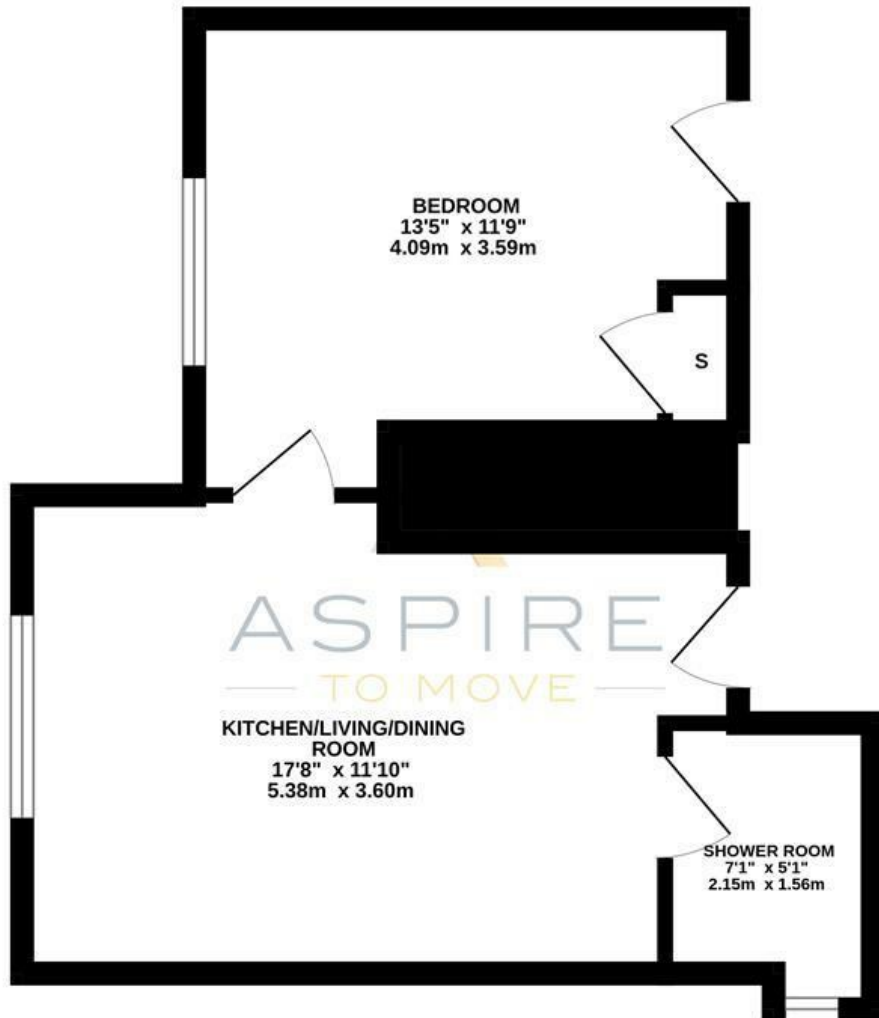 BEDROOM
13'5" x 11'9"
4.09m x 3.59m
S
ASPIRE
TO MOVE
KITCHEN/LIVING/DINING
ROOM
17'8" x 11'10"
5.38m x 3.60m
SHOWER ROOM
7'1" x 5'1"
2.15m x 1.56m